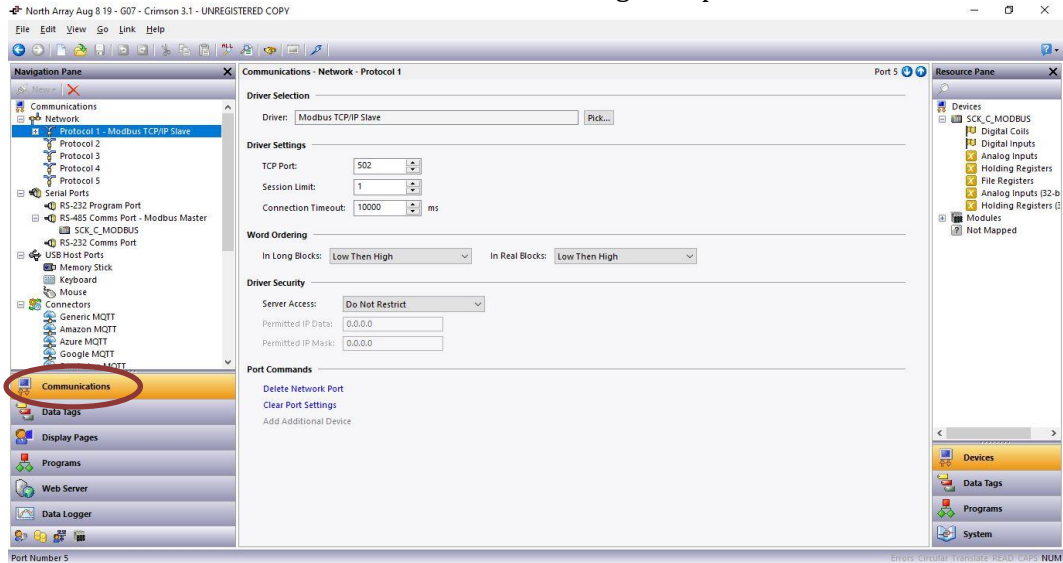 North Array Aug 8 19 - G07 - Crimson 3.1 - UNREGISTERED COPY
File Edit View Go Link Help
Navigation Pane
New
Communications
Network
Protocol 1 - Modbus TCP/IP Slave
Protocol 2
Protocol 3
Protocol 4
Protocol 5
Serial Ports
RS-232 Program Port
RS-485 Comms Port - Modbus Master
SCK_C_MODBUS
RS-232 Comms Port
USB Host Ports
Memory Stick
Keyboard
Mouse
Connectors
Generic MQTT
Amazon MQTT
Azure MQTT
Google MQTT
MQTT
Communications
Data Tags
Display Pages
Programs
Web Server
Data Logger
Communications - Network - Protocol 1
Port 5
Driver Selection
Driver: Modbus TCP/IP Slave Pick...
Driver Settings
TCP Port: 502
Session Limit: 1
Connection Timeout: 10000 ms
Word Ordering
In Long Blocks: Low Then High In Real Blocks: Low Then High
Driver Security
Server Access: Do Not Restrict
Permitted IP Data: 0.0.0.0
Permitted IP Mask: 0.0.0.0
Port Commands
Delete Network Port
Clear Port Settings
Add Additional Device
Resource Pane
Devices
SCK_C_MODBUS
Digital Coils
Digital Inputs
Analog Inputs
Holding Registers
File Registers
Analog Inputs (32-b
Holding Registers (3
Modules
Not Mapped
Devices
Data Tags
Programs
System
Port Number 5
Errors Circular Translate READ CAPS NUM